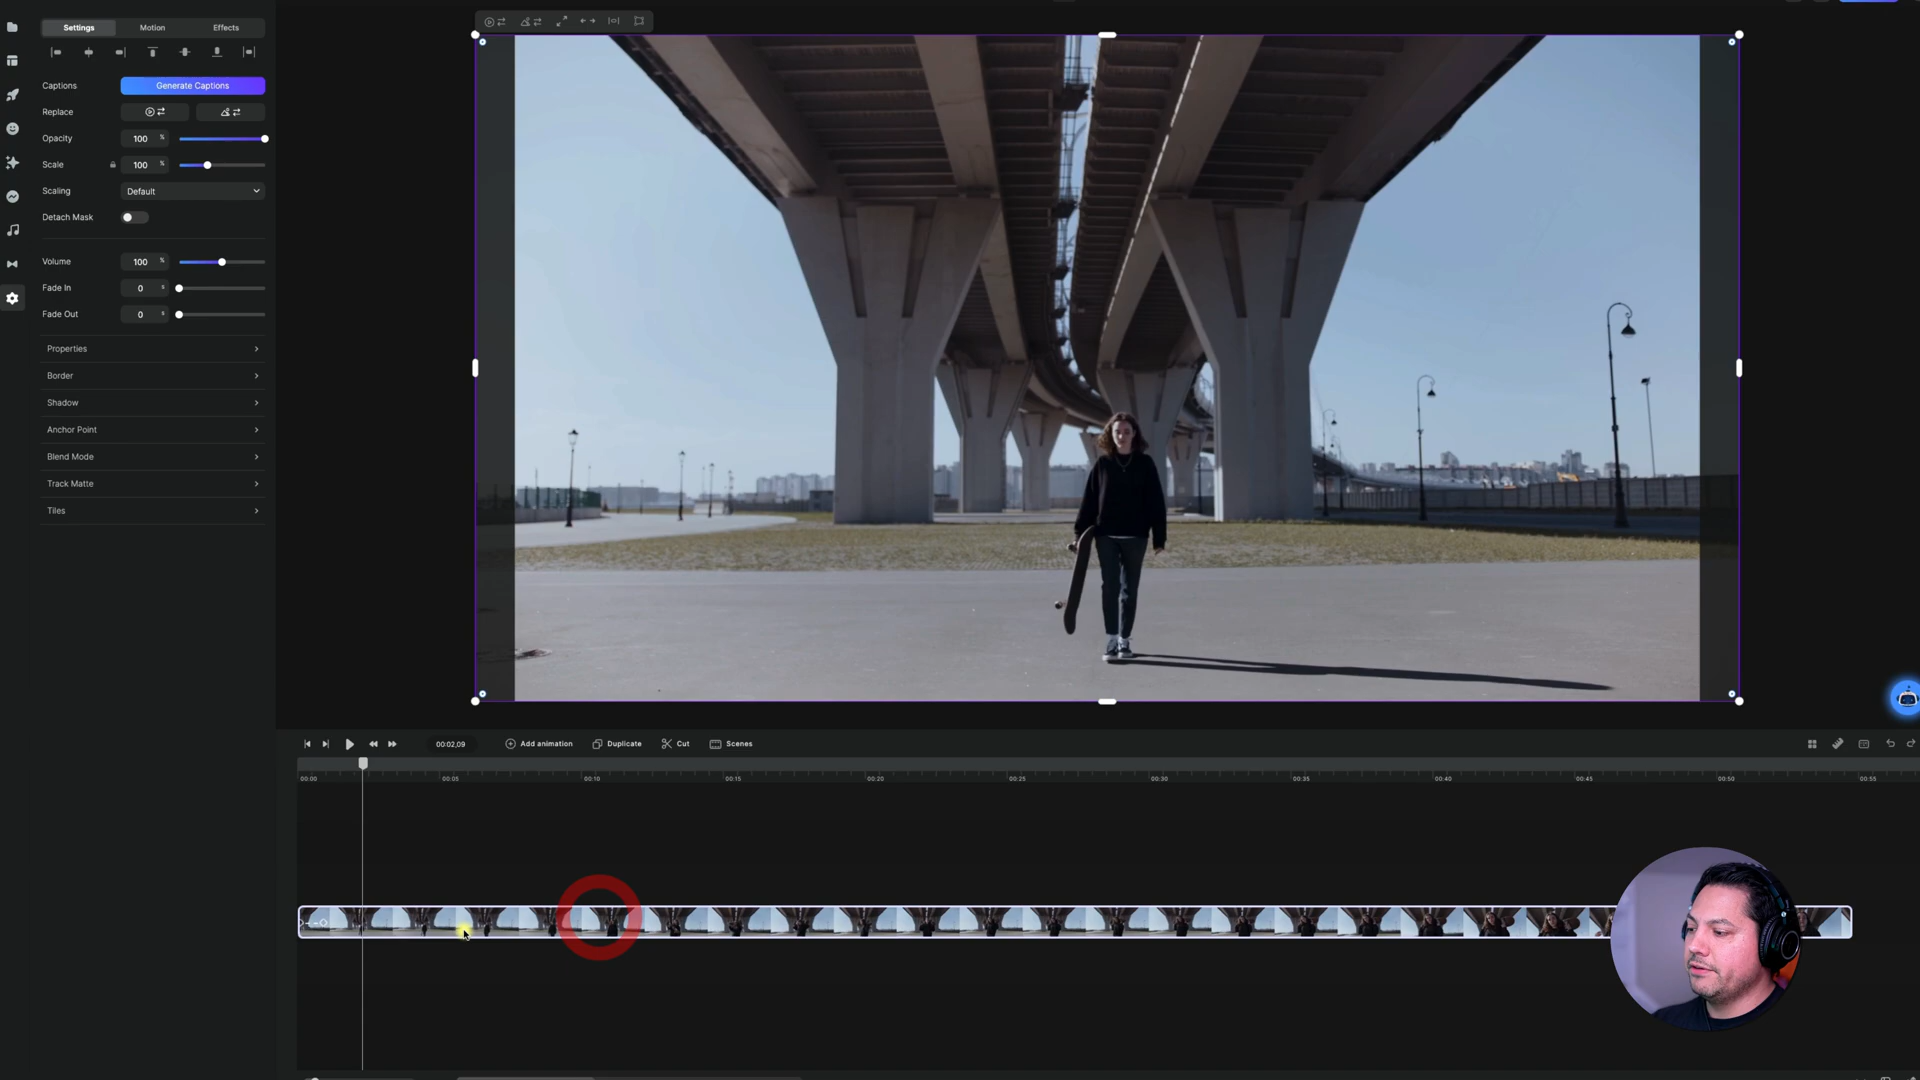 Settings Motion Effects
Captions Generate Captions
Replace
Opacity 100 %
Scale 100 %
Scaling Default
Detach Mask
Volume 100 %
Fade In 0 s
Fade Out 0 s
Properties
Border
Shadow
Anchor Point
Blend Mode
Track Matte
Tiles
00:02,09 Add animation Duplicate Cut Scenes
00:00 00:05 00:10 00:15 00:20 00:25 00:30 00:35 00:40 00:45 00:50 00:55